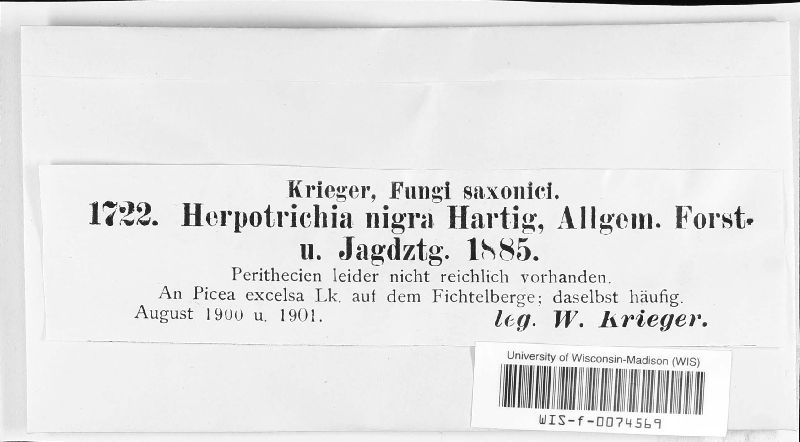 Krieger, Fungi saxonici.
1722. Herpotrichia nigra Hartig, Allgem. Forst-
u. Jagdztg. 1885.
Perithecien leider nicht reichlich vorhanden.
An Picea excelsa Lk. auf dem Fichtelberge; daselbst häufig.
August 1900 u. 1901. leg. W. Krieger.
University of Wisconsin-Madison (WIS)
WIS-f-0074569